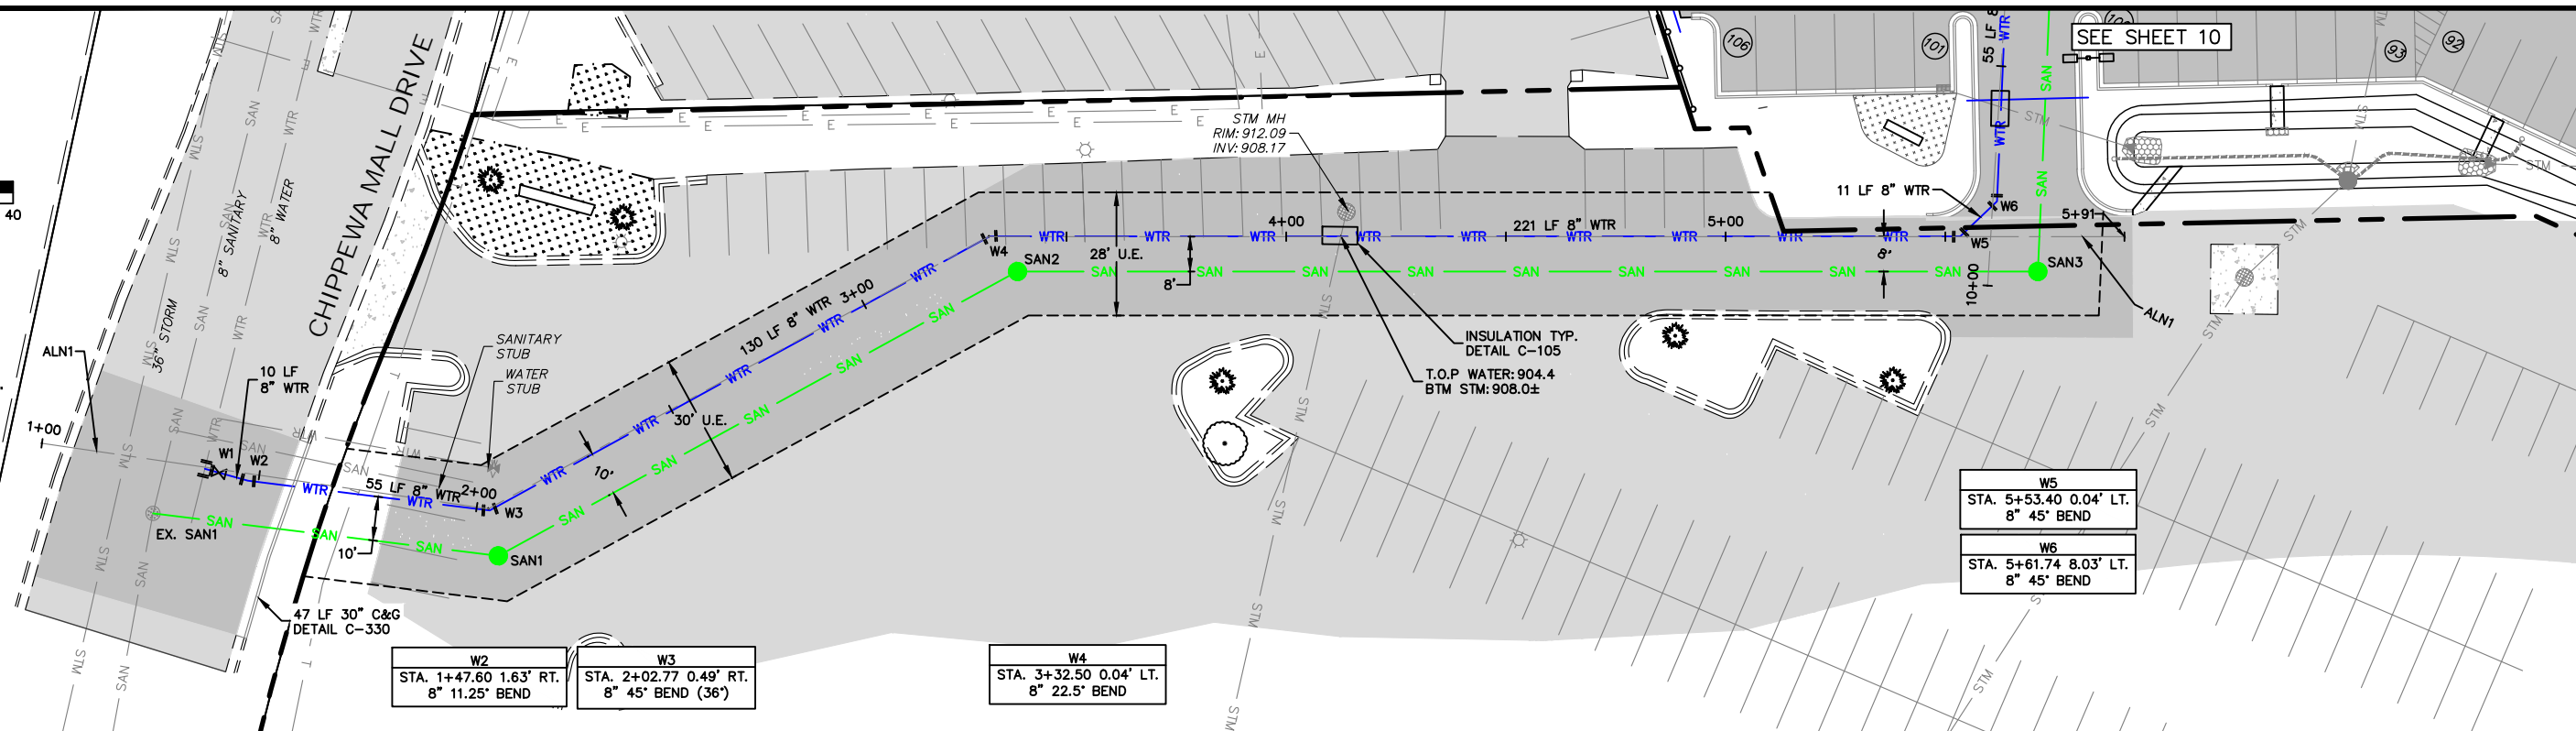 SEE SHEET 10
106
101
93
92
55 LF 8"
WTR
40
CHIPPEWA MALL DRIVE
8" SANITARY
8" WATER
36" STORM
STM MH
RIM: 912.09
INV: 908.17
11 LF 8" WTR
W6
5+91
W5
4+00
221 LF 8" WTR
5+00
W4
28' U.E.
SAN2
8'
8'
SAN3
10+00
ALN1
130 LF 8" WTR
3+00
INSULATION TYP.
DETAIL C-105
T.O.P WATER: 904.4
BTM STM: 908.0±
SANITARY
STUB
WATER
STUB
30' U.E.
10'
ALN1
10 LF
8" WTR
1+00
W1
W2
55 LF 8" WTR
2+00
W3
EX. SAN1
10'
SAN1
47 LF 30" C&G
DETAIL C-330
W2
STA. 1+47.60 1.63' RT.
8" 11.25° BEND
W3
STA. 2+02.77 0.49' RT.
8" 45° BEND (36°)
W4
STA. 3+32.50 0.04' LT.
8" 22.5° BEND
W5
STA. 5+53.40 0.04' LT.
8" 45° BEND
W6
STA. 5+61.74 8.03' LT.
8" 45° BEND
STM
SAN
WTR
E
T